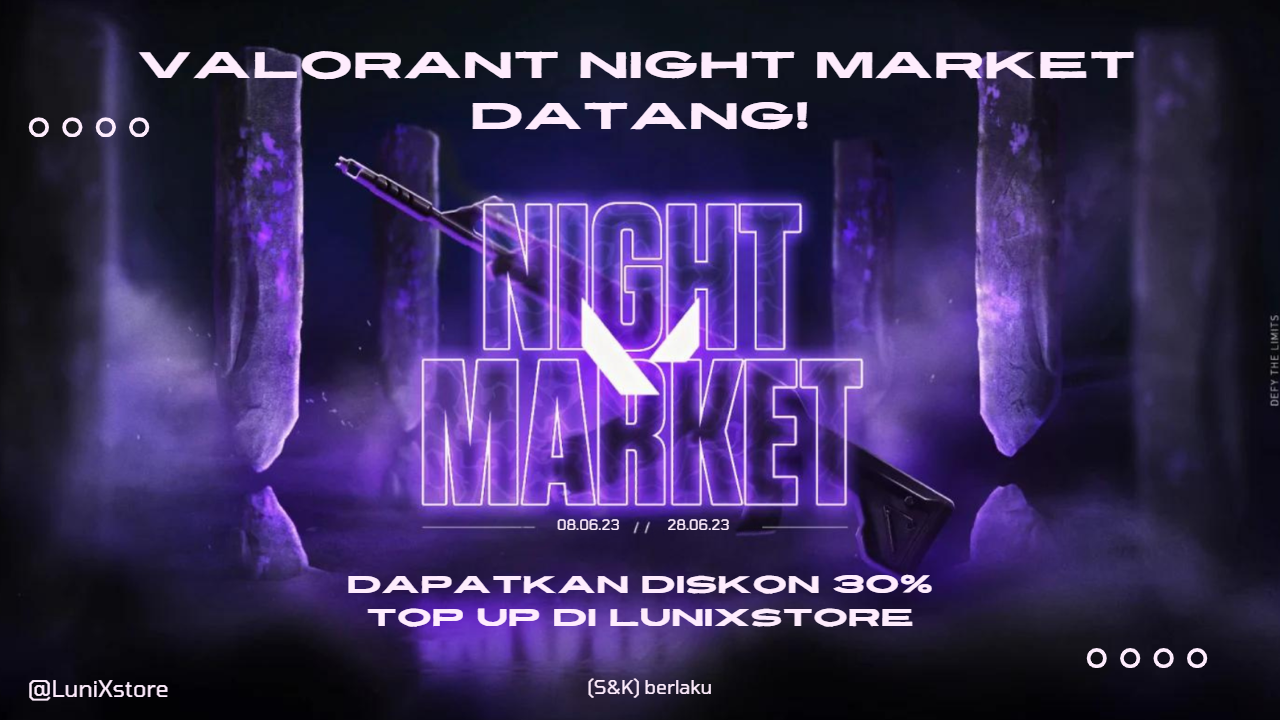 VALORANT NIGHT MARKET
DATANG!
NIGHT
MARKET
08.06.23 // 28.06.23
DEFY THE LIMITS
DAPATKAN DISKON 30%
TOP UP DI LUNIXSTORE
@LuniXstore
(S&K) berlaku